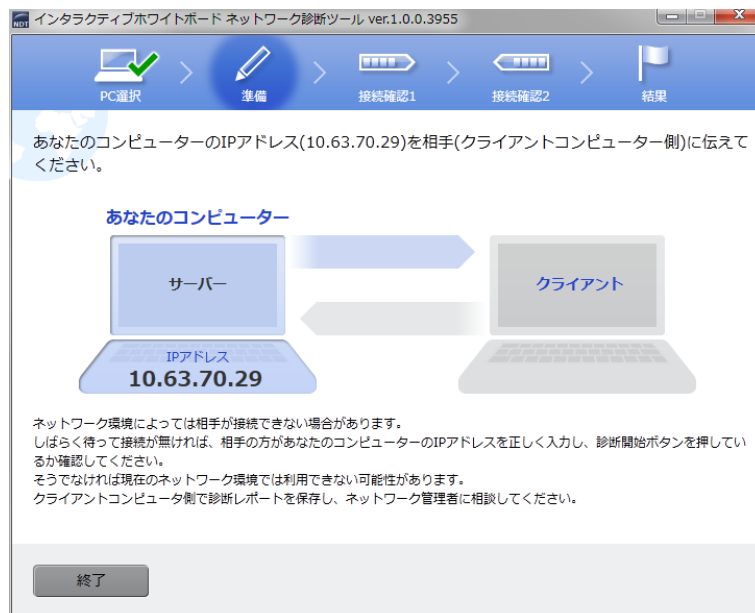 NDT インタラクティブホワイトボード ネットワーク診断ツール ver.1.0.0.3955
PC選択
準備
接続確認1
接続確認2
結果
あなたのコンピューターのIPアドレス(10.63.70.29)を相手(クライアントコンピューター側)に伝えて
ください。
あなたのコンピューター
サーバー
クライアント
IPアドレス
10.63.70.29
ネットワーク環境によっては相手が接続できない場合があります。
しばらく待って接続が無ければ、相手の方があなたのコンピューターのIPアドレスを正しく入力し、診断開始ボタンを押してい
るか確認してください。
そうでなければ現在のネットワーク環境では利用できない可能性があります。
クライアントコンピュータ側で診断レポートを保存し、ネットワーク管理者に相談してください。
終了